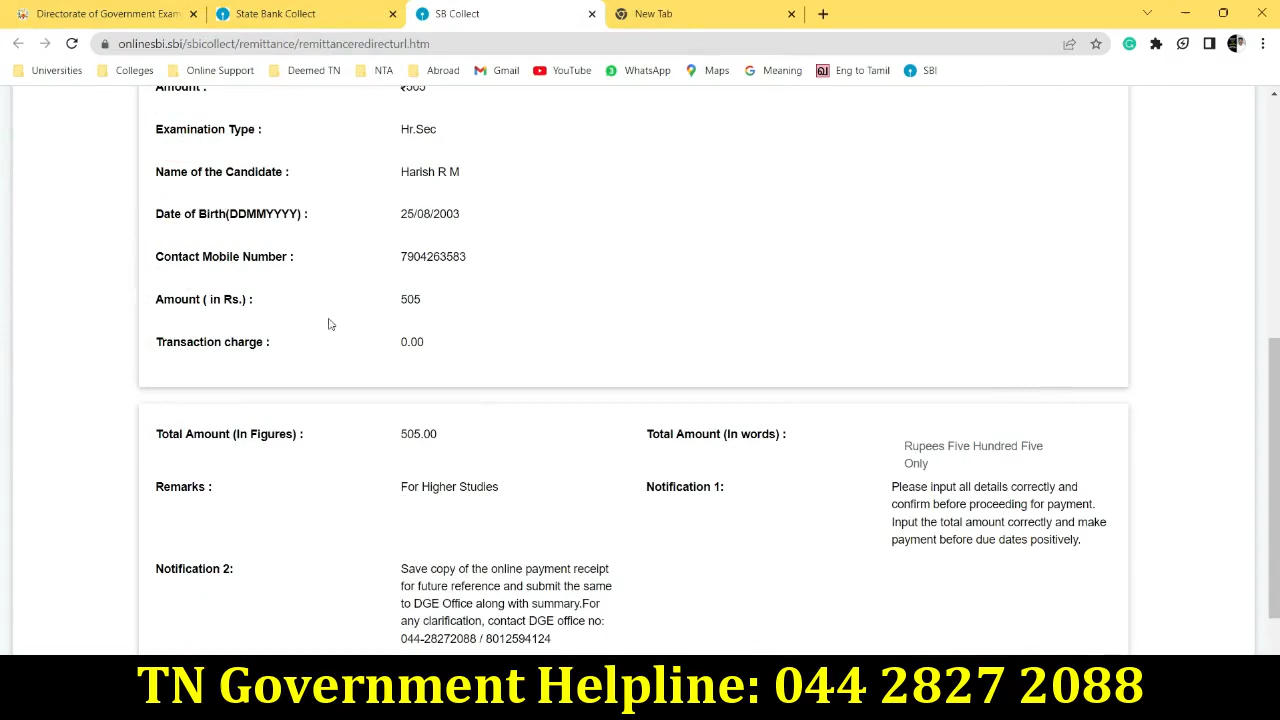 Directorate of Government Exam
State Bank Collect
SB Collect
New Tab
onlinesbi.sbi/sbicollect/remittance/remittanceredirecturl.htm
Universities
Colleges
Online Support
Deemed TN
NTA
Abroad
Gmail
YouTube
WhatsApp
Maps
Meaning
Eng to Tamil
SBI
Amount : ₹505
Examination Type : Hr.Sec
Name of the Candidate : Harish R M
Date of Birth(DDMMYYYY) : 25/08/2003
Contact Mobile Number : 7904263583
Amount ( in Rs.) : 505
Transaction charge : 0.00
Total Amount (In Figures) : 505.00
Total Amount (In words) :
Rupees Five Hundred Five
Only
Remarks : For Higher Studies
Notification 1:
Please input all details correctly and
confirm before proceeding for payment.
Input the total amount correctly and make
payment before due dates positively.
Notification 2:
Save copy of the online payment receipt
for future reference and submit the same
to DGE Office along with summary.For
any clarification, contact DGE office no:
044-28272088 / 8012594124
TN Government Helpline: 044 2827 2088